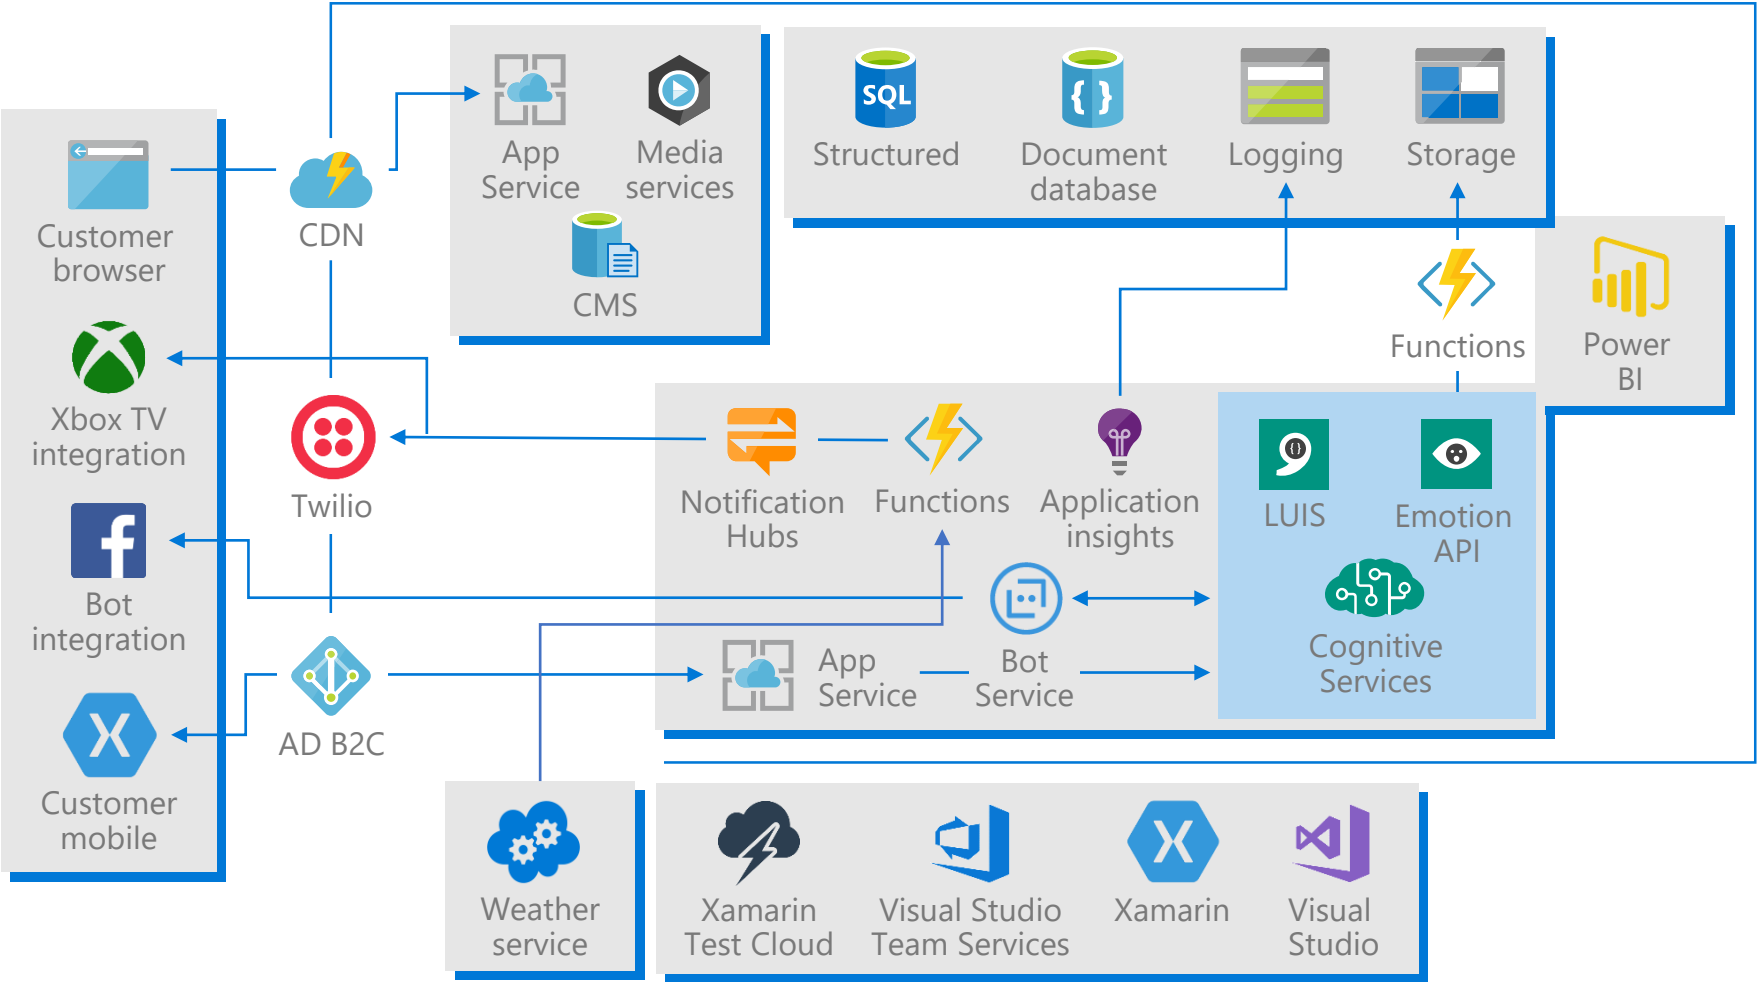 Customer
browser
Xbox TV
integration
Bot
integration
Customer
mobile
CDN
Twilio
AD B2C
App
Service
Media
services
CMS
SQL
Structured
{ }
Document
database
Logging
Storage
Functions
Power
BI
Notification
Hubs
Functions
Application
insights
{}
LUIS
Emotion
API
Cognitive
Services
App
Service
Bot
Service
Weather
service
Xamarin
Test Cloud
Visual Studio
Team Services
Xamarin
Visual
Studio